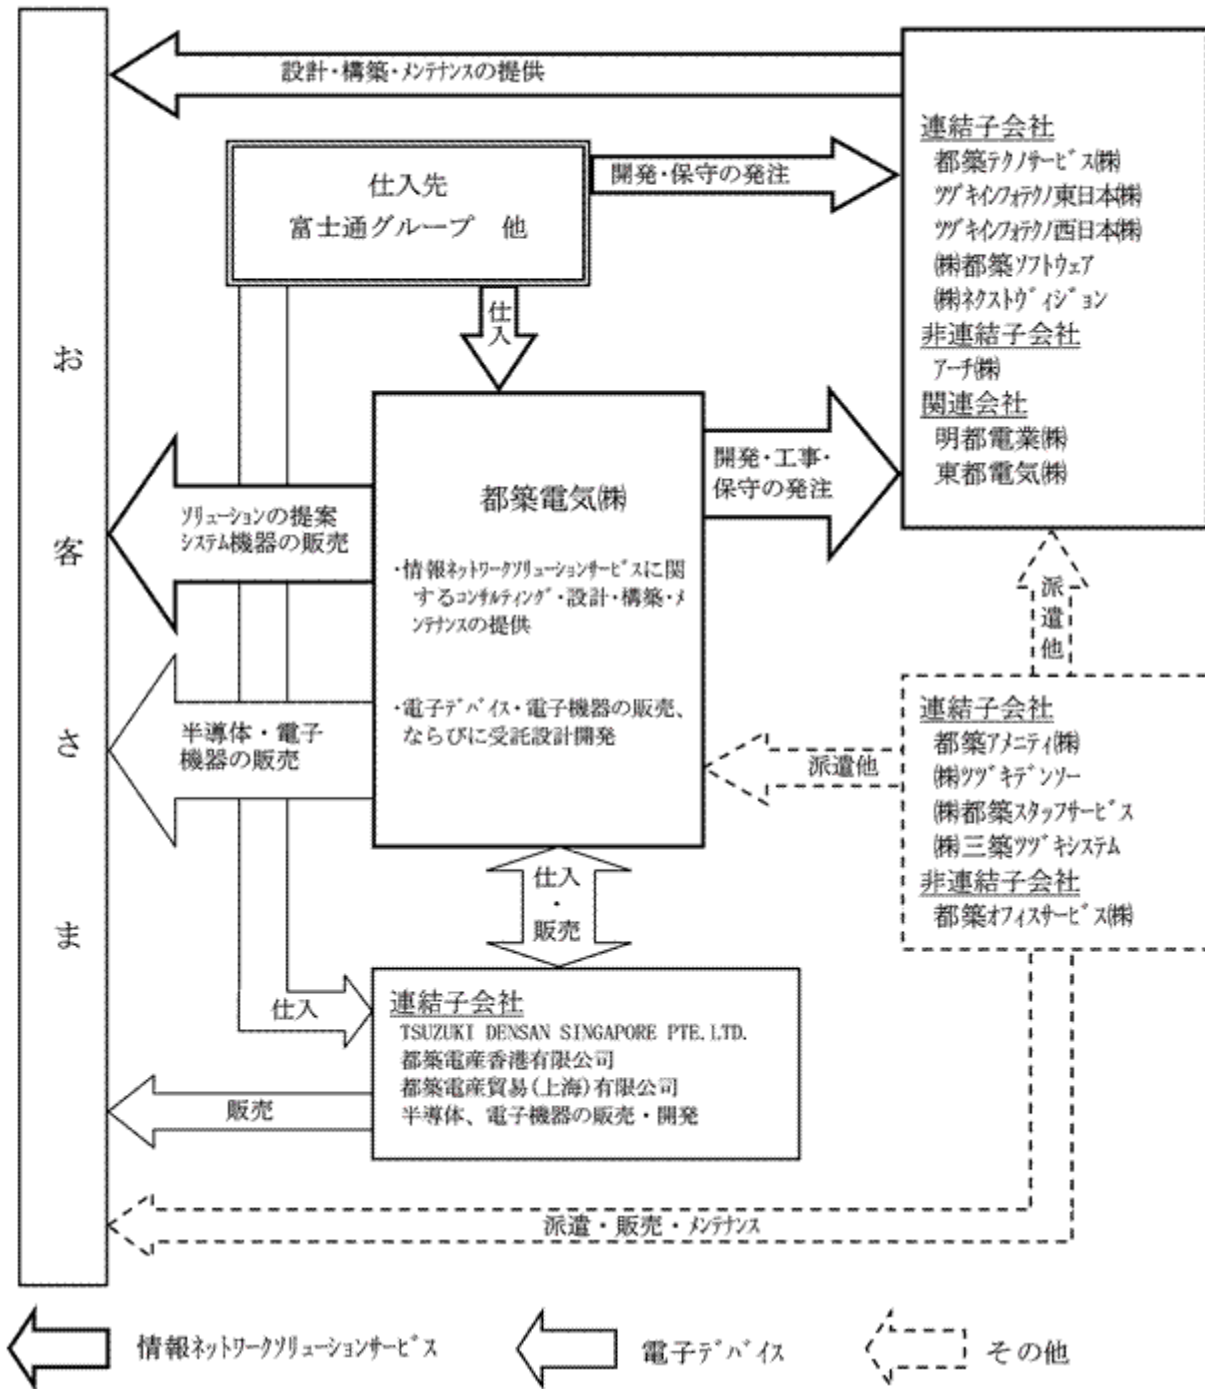 設計・構築・ﾒﾝﾃﾅﾝｽの提供
仕入先
富士通グループ　他
開発・保守の発注
連結子会社
都築ﾃｸﾉｻｰﾋﾞｽ㈱
ﾂﾂﾞｷｲﾝﾌｫﾃｸﾉ東日本㈱
ﾂﾂﾞｷｲﾝﾌｫﾃｸﾉ西日本㈱
㈱都築ｿﾌﾄｳｪｱ
㈱ﾈｸｽﾄｳﾞｨｼﾞｮﾝ
非連結子会社
ｱｰﾁ㈱
関連会社
明都電業㈱
東都電気㈱
仕入
お客さま
ｿﾘｭｰｼｮﾝの提案
ｼｽﾃﾑ機器の販売
都築電気㈱
・情報ﾈｯﾄﾜｰｸｿﾘｭｰｼｮﾝｻｰﾋﾞｽに関
するｺﾝｻﾙﾃｨﾝｸﾞ・設計・構築・ﾒ
ﾝﾃﾅﾝｽの提供
・電子ﾃﾞﾊﾞｲｽ・電子機器の販売、
ならびに受託設計開発
開発・工事・
保守の発注
派遣他
半導体・電子
機器の販売
派遣他
連結子会社
都築ｱﾒﾆﾃｨ㈱
㈱ﾂﾂﾞｷﾃﾞﾝｿｰ
㈱都築ｽﾀｯﾌｻｰﾋﾞｽ
㈱三築ﾂﾂﾞｷｼｽﾃﾑ
非連結子会社
都築ｵﾌｨｽｻｰﾋﾞｽ㈱
仕入
・
販売
仕入
連結子会社
TSUZUKI DENSAN SINGAPORE PTE.LTD.
都築電産香港有限公司
都築電産貿易(上海)有限公司
半導体、電子機器の販売・開発
販売
派遣・販売・ﾒﾝﾃﾅﾝｽ
情報ﾈｯﾄﾜｰｸｿﾘｭｰｼｮﾝｻｰﾋﾞｽ
電子ﾃﾞﾊﾞｲｽ
その他